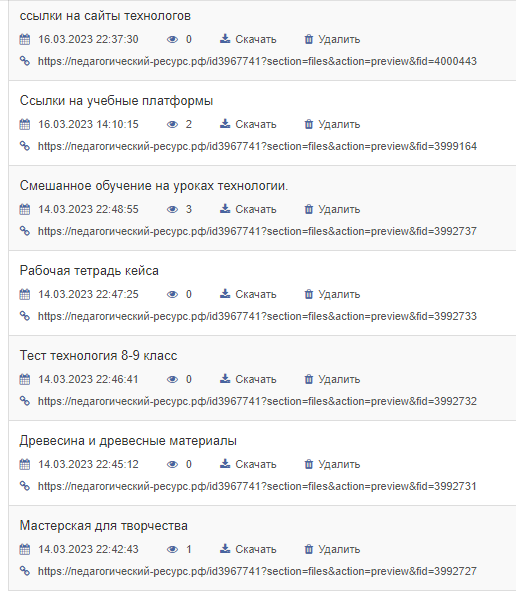 ссылки на сайты технологов
16.03.2023 22:37:30 0 Скачать Удалить
https://педагогический-ресурс.рф/id3967741?section=files&action=preview&fid=4000443
Ссылки на учебные платформы
16.03.2023 14:10:15 2 Скачать Удалить
https://педагогический-ресурс.рф/id3967741?section=files&action=preview&fid=3999164
Смешанное обучение на уроках технологии.
14.03.2023 22:48:55 3 Скачать Удалить
https://педагогический-ресурс.рф/id3967741?section=files&action=preview&fid=3992737
Рабочая тетрадь кейса
14.03.2023 22:47:25 0 Скачать Удалить
https://педагогический-ресурс.рф/id3967741?section=files&action=preview&fid=3992733
Тест технология 8-9 класс
14.03.2023 22:46:41 0 Скачать Удалить
https://педагогический-ресурс.рф/id3967741?section=files&action=preview&fid=3992732
Древесина и древесные материалы
14.03.2023 22:45:12 0 Скачать Удалить
https://педагогический-ресурс.рф/id3967741?section=files&action=preview&fid=3992731
Мастерская для творчества
14.03.2023 22:42:43 1 Скачать Удалить
https://педагогический-ресурс.рф/id3967741?section=files&action=preview&fid=3992727